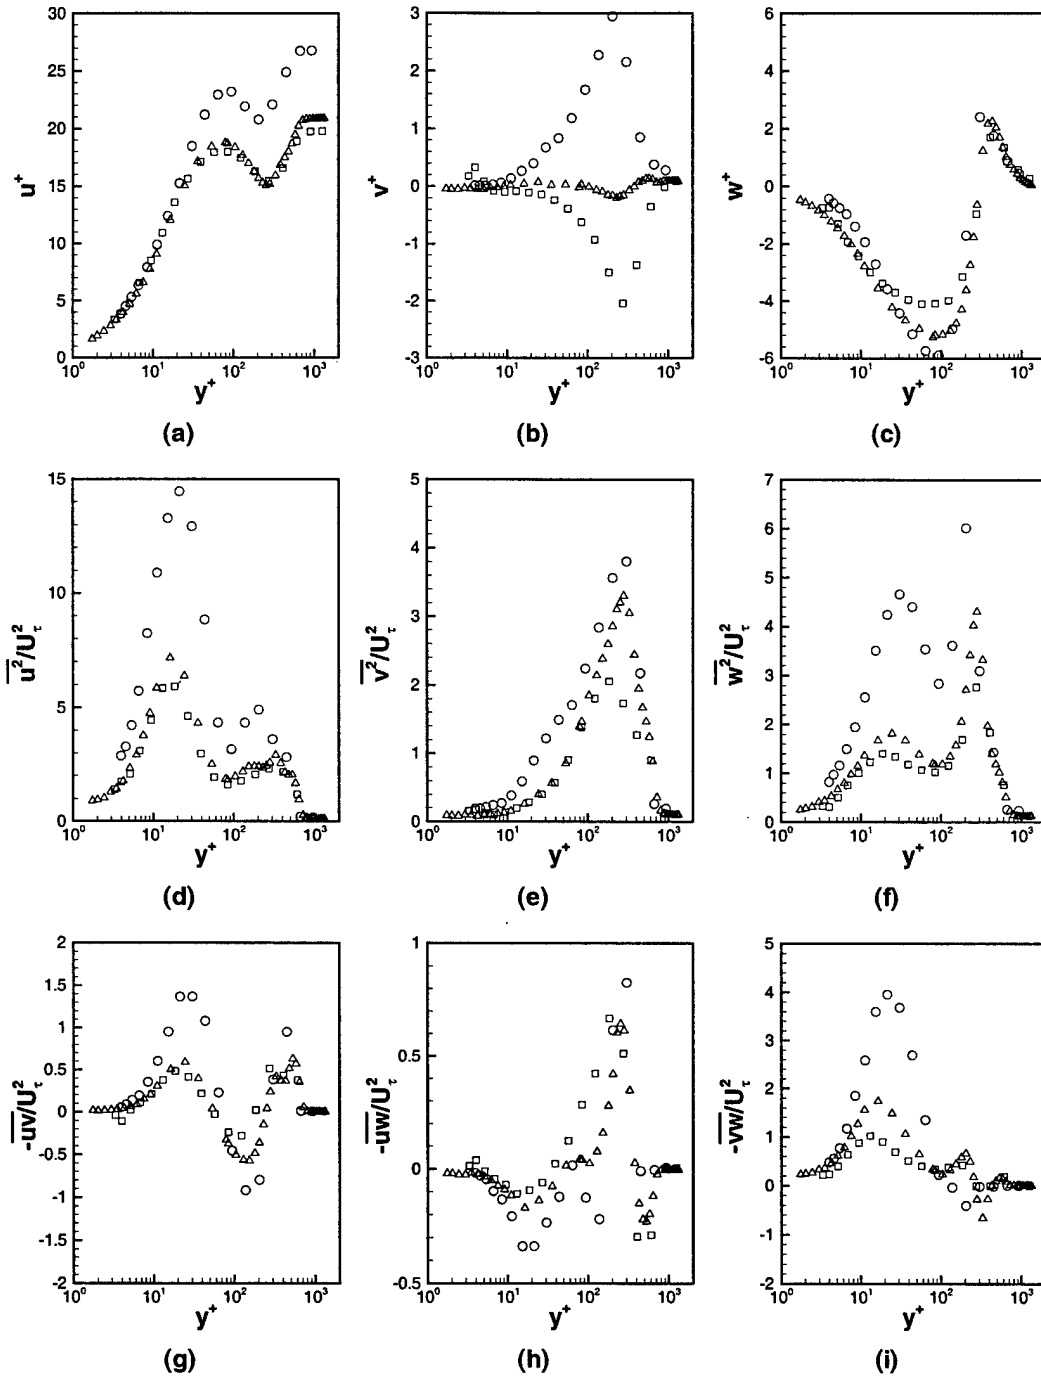 30
25
20
15
10
5
0
u⁺
10⁰ 10¹ 10² 10³
y⁺
(a)
3
2
1
0
-1
-2
-3
v⁺
10⁰ 10¹ 10² 10³
y⁺
(b)
6
4
2
0
-2
-4
-6
w⁺
10⁰ 10¹ 10² 10³
y⁺
(c)
15
10
5
0
u²/U²τ
10⁰ 10¹ 10² 10³
y⁺
(d)
5
4
3
2
1
0
v²/U²τ
10⁰ 10¹ 10² 10³
y⁺
(e)
7
6
5
4
3
2
1
0
w²/U²τ
10⁰ 10¹ 10² 10³
y⁺
(f)
2
1.5
1
0.5
0
-0.5
-1
-1.5
-2
-uv/U²τ
10⁰ 10¹ 10² 10³
y⁺
(g)
1
0.5
0
-0.5
-uw/U²τ
10⁰ 10¹ 10² 10³
y⁺
(h)
5
4
3
2
1
0
-1
-2
-vw/U²τ
10⁰ 10¹ 10² 10³
y⁺
(i)